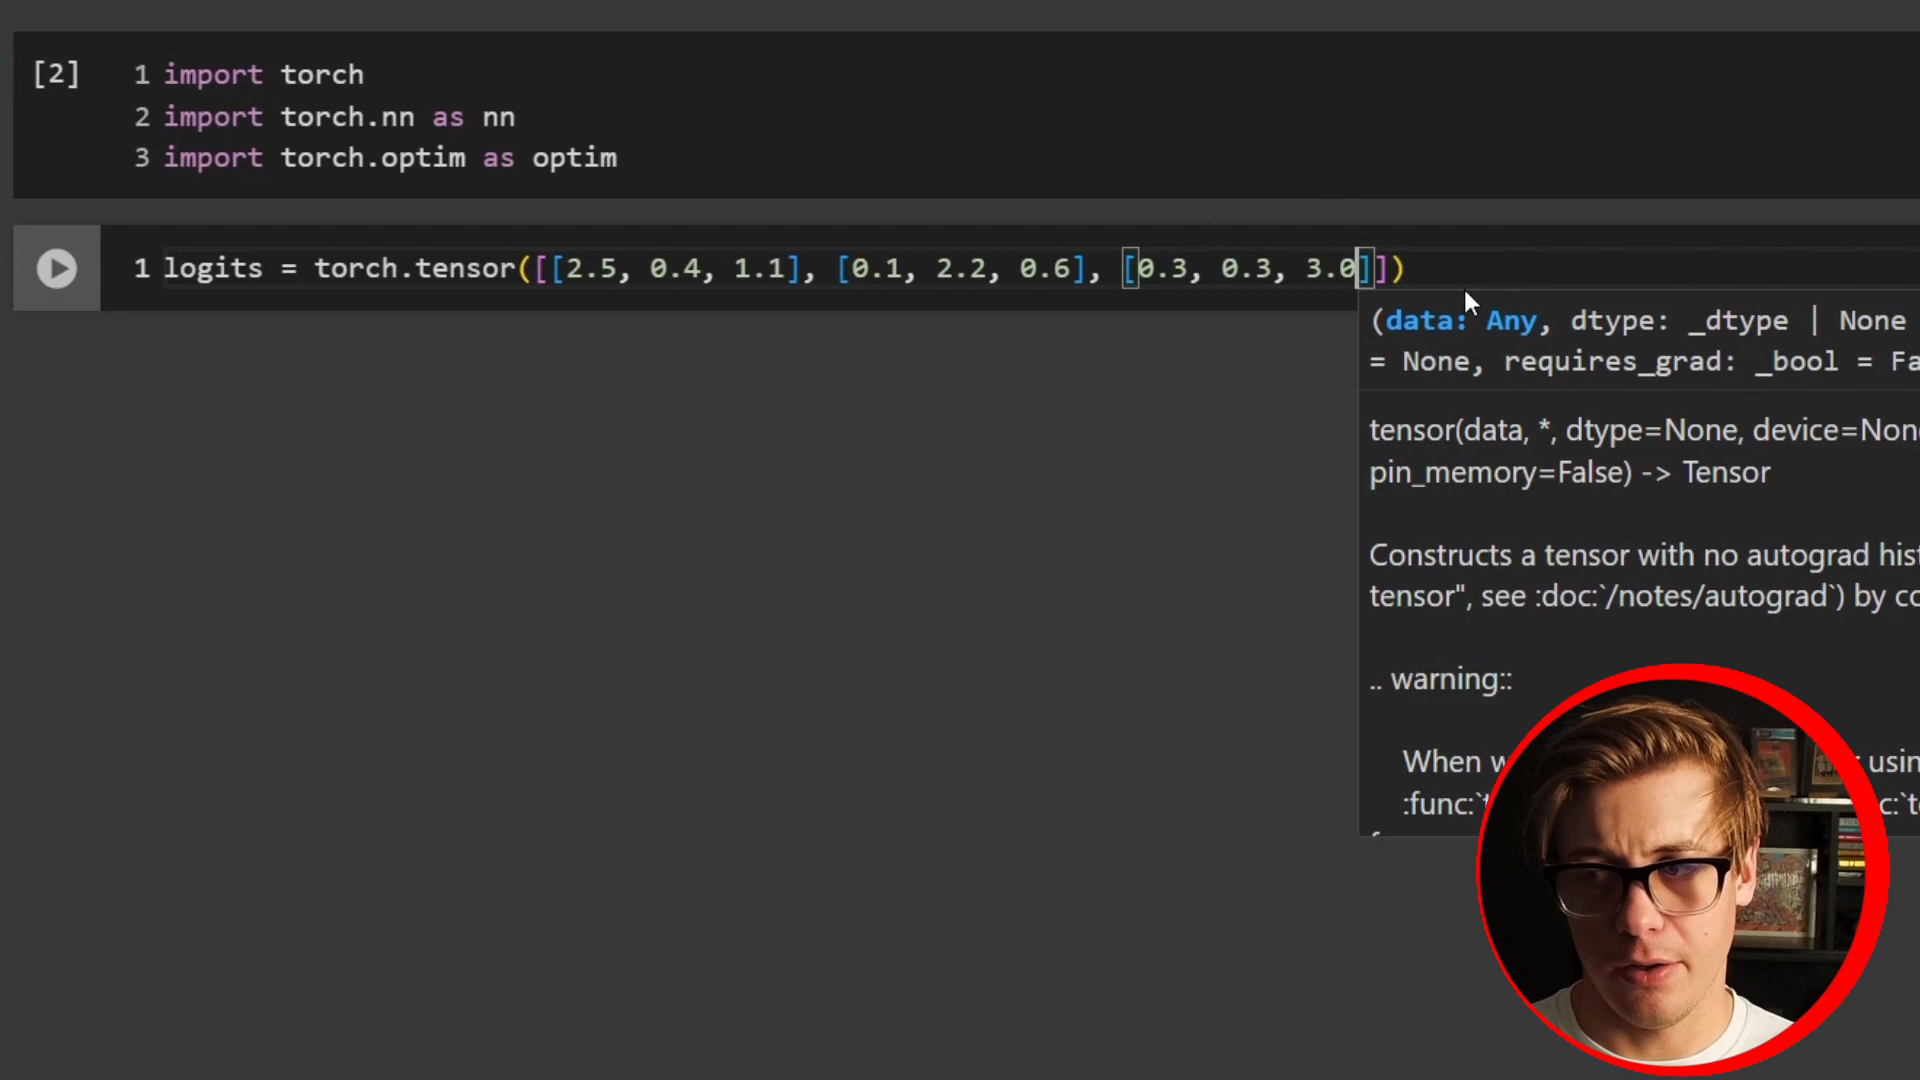 [2]
1 import torch
2 import torch.nn as nn
3 import torch.optim as optim
1 logits = torch.tensor([[2.5, 0.4, 1.1], [0.1, 2.2, 0.6], [0.3, 0.3, 3.0]])
(data: Any, dtype: _dtype | None
= None, requires_grad: _bool = Fa
tensor(data, *, dtype=None, device=Non
pin_memory=False) -> Tensor
Constructs a tensor with no autograd hist
tensor", see :doc:`/notes/autograd`) by co
.. warning::
When w usin
:func:`t c:`t